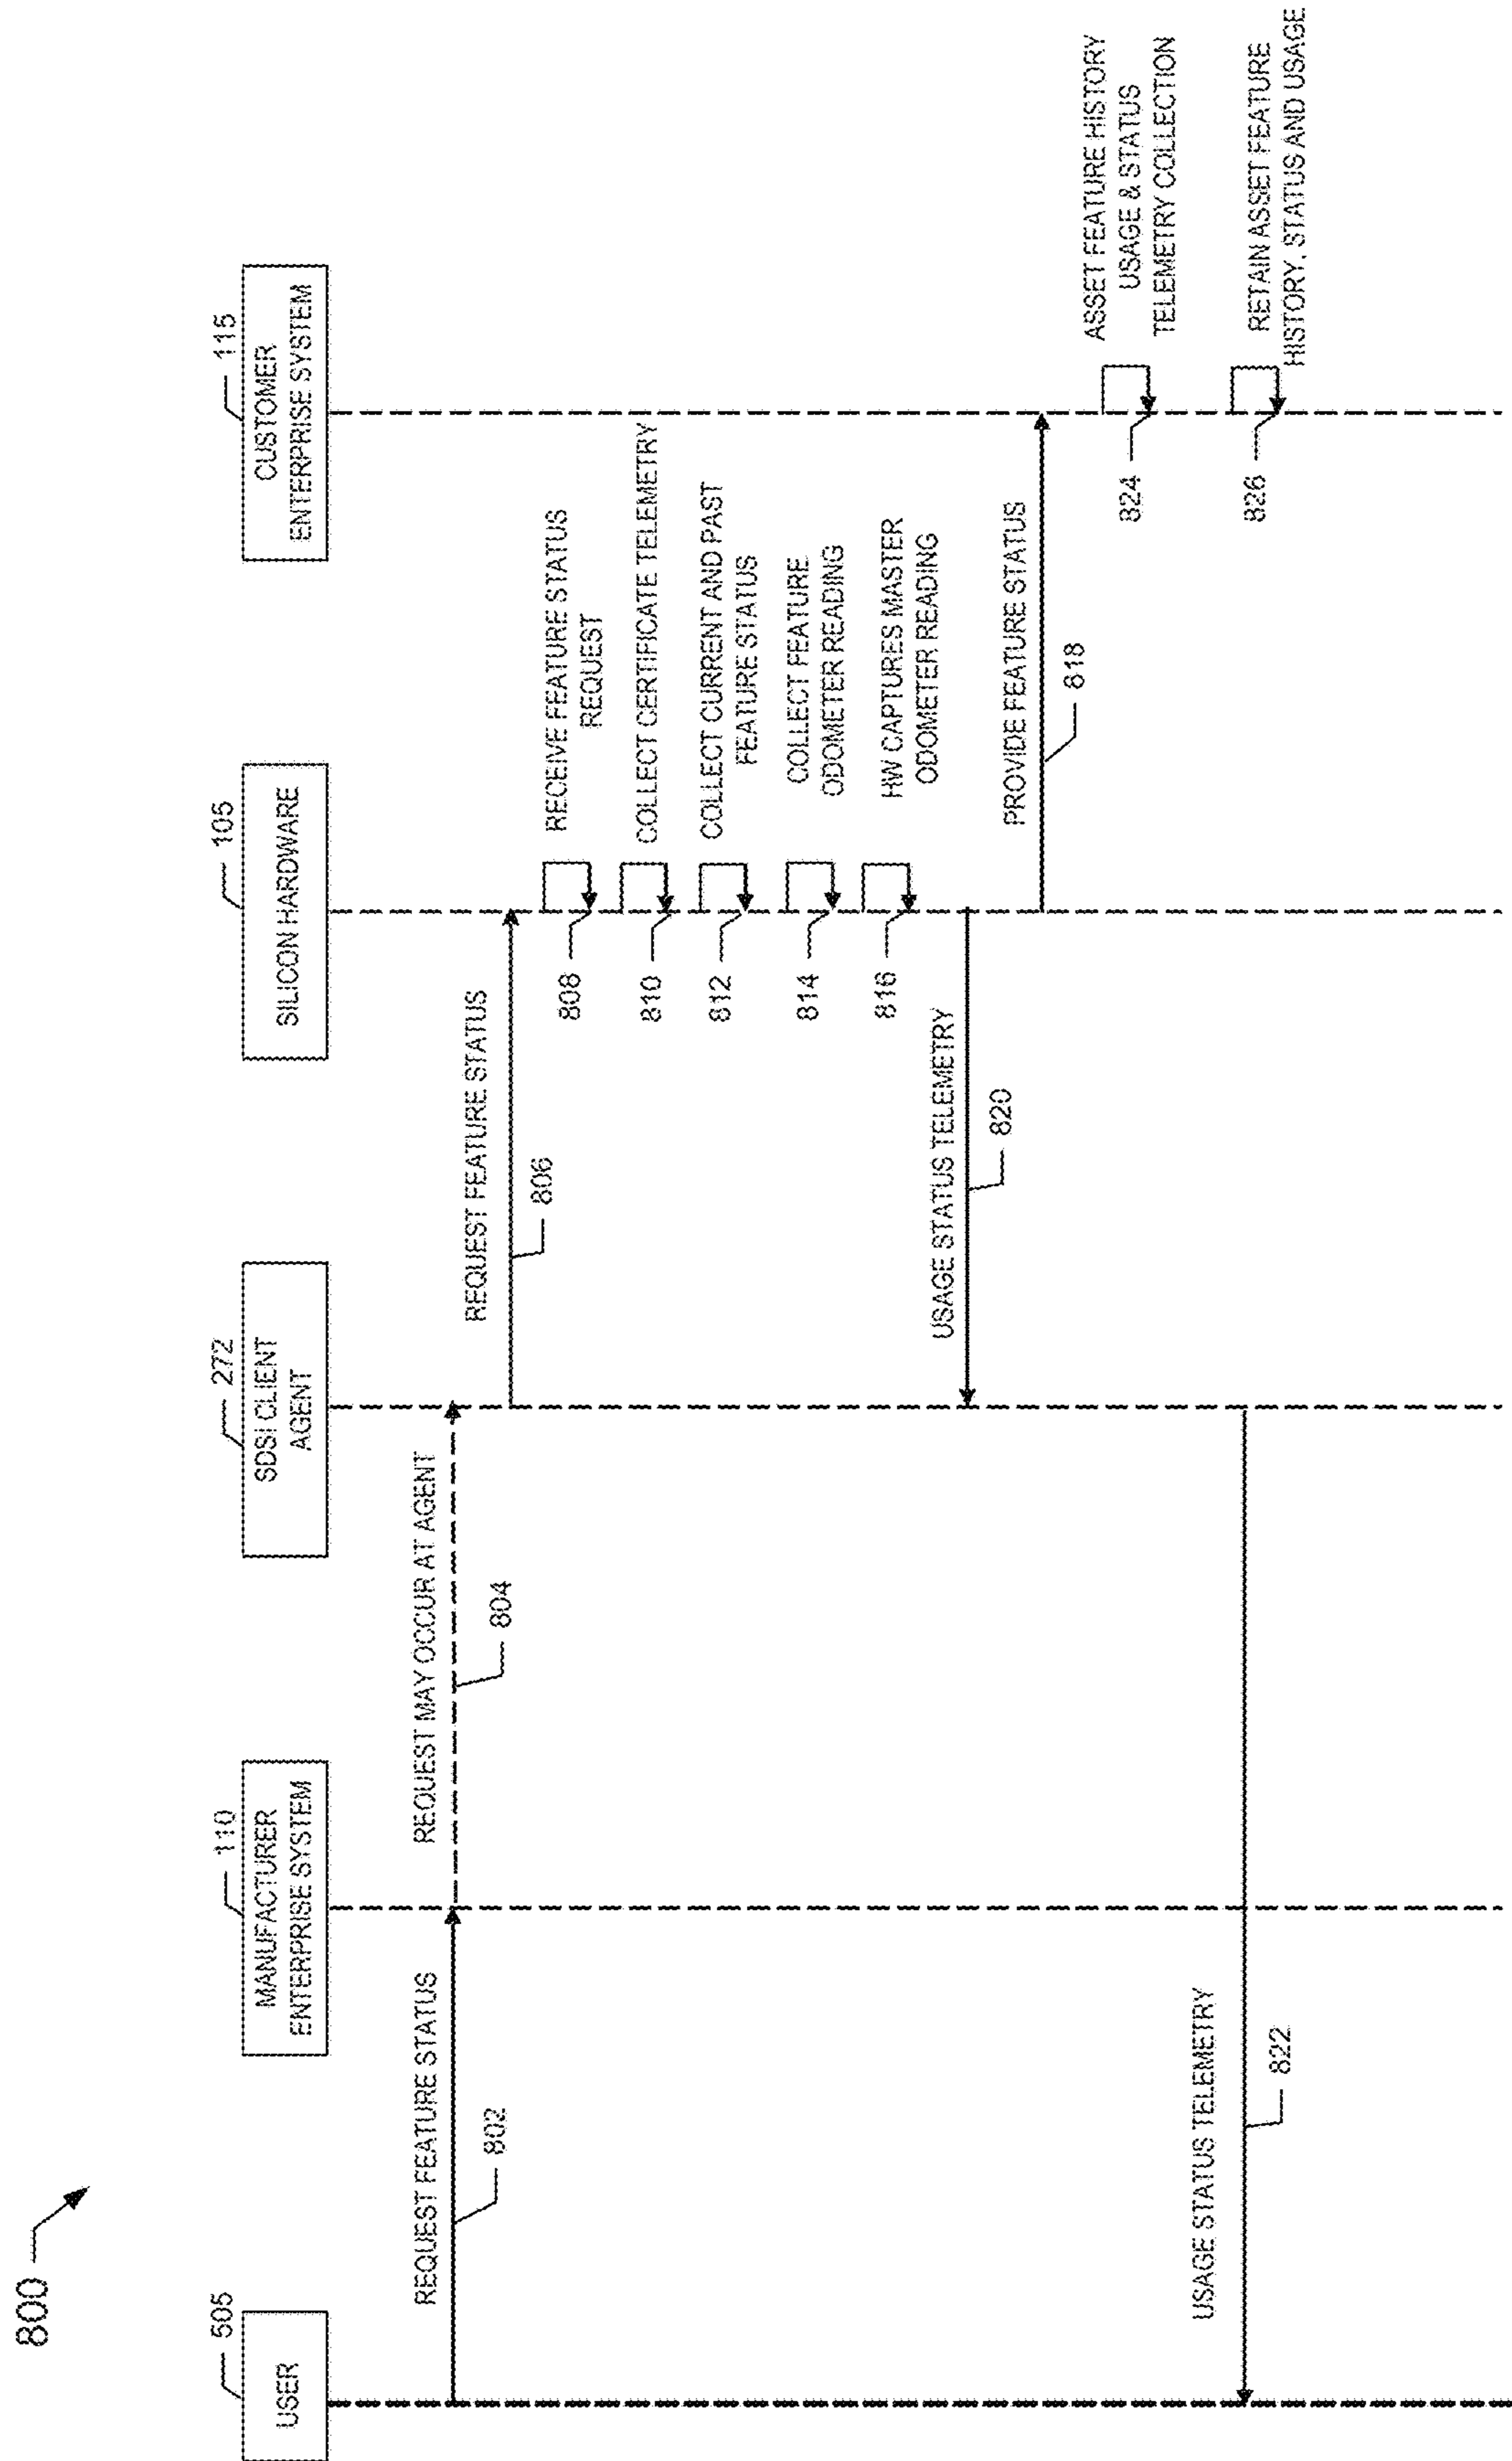 800
505
USER
110
MANUFACTURER
ENTERPRISE SYSTEM
272
SDSI CLIENT
AGENT
105
SILICON HARDWARE
115
CUSTOMER
ENTERPRISE SYSTEM
REQUEST FEATURE STATUS
802
REQUEST MAY OCCUR AT AGENT
804
REQUEST FEATURE STATUS
806
RECEIVE FEATURE STATUS
REQUEST
808
COLLECT CERTIFICATE TELEMETRY
810
COLLECT CURRENT AND PAST
FEATURE STATUS
812
COLLECT FEATURE
ODOMETER READING
814
HW CAPTURES MASTER
ODOMETER READING
816
USAGE STATUS TELEMETRY
820
PROVIDE FEATURE STATUS
818
ASSET FEATURE HISTORY
USAGE & STATUS
TELEMETRY COLLECTION
824
USAGE STATUS TELEMETRY
822
RETAIN ASSET FEATURE
HISTORY, STATUS AND USAGE
826